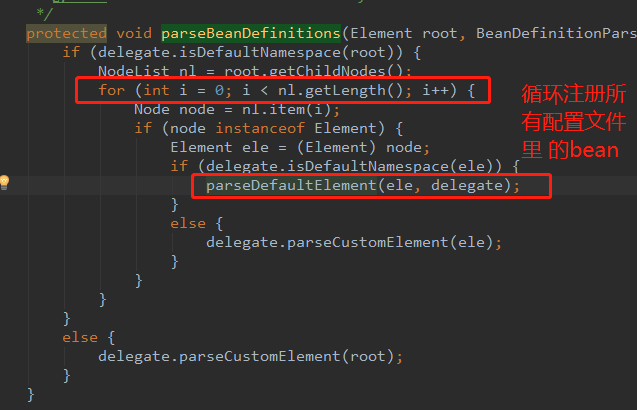 */
protected void parseBeanDefinitions(Element root, BeanDefinitionPars
if (delegate.isDefaultNamespace(root)) {
NodeList nl = root.getChildNodes();
for (int i = 0; i < nl.getLength(); i++) {
Node node = nl.item(i);
if (node instanceof Element) {
Element ele = (Element) node;
if (delegate.isDefaultNamespace(ele)) {
parseDefaultElement(ele, delegate);
}
else {
delegate.parseCustomElement(ele);
}
}
}
}
else {
delegate.parseCustomElement(root);
}
}
循环注册所
有配置文件
里 的bean